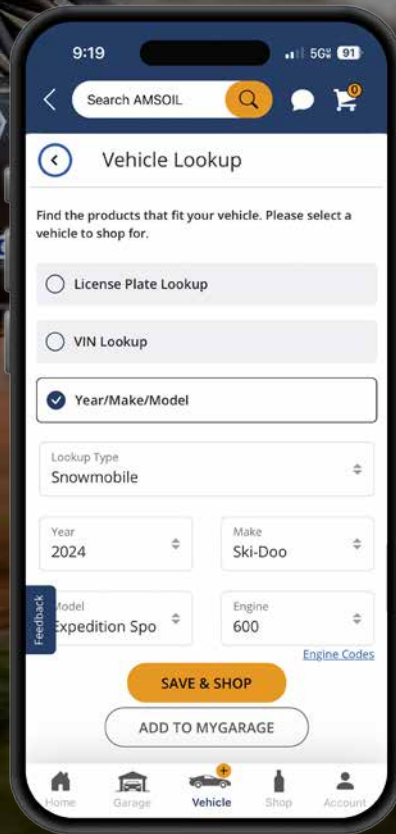 9:19
5G 91
Search AMSOIL
0
Vehicle Lookup
Find the products that fit your vehicle. Please select a
vehicle to shop for.
License Plate Lookup
VIN Lookup
Year/Make/Model
Lookup Type
Snowmobile
Year
2024
Make
Ski-Doo
Feedback
Model
Expedition Spo
Engine
600
Engine Codes
SAVE & SHOP
ADD TO MYGARAGE
Home
Garage
Vehicle
Shop
Account